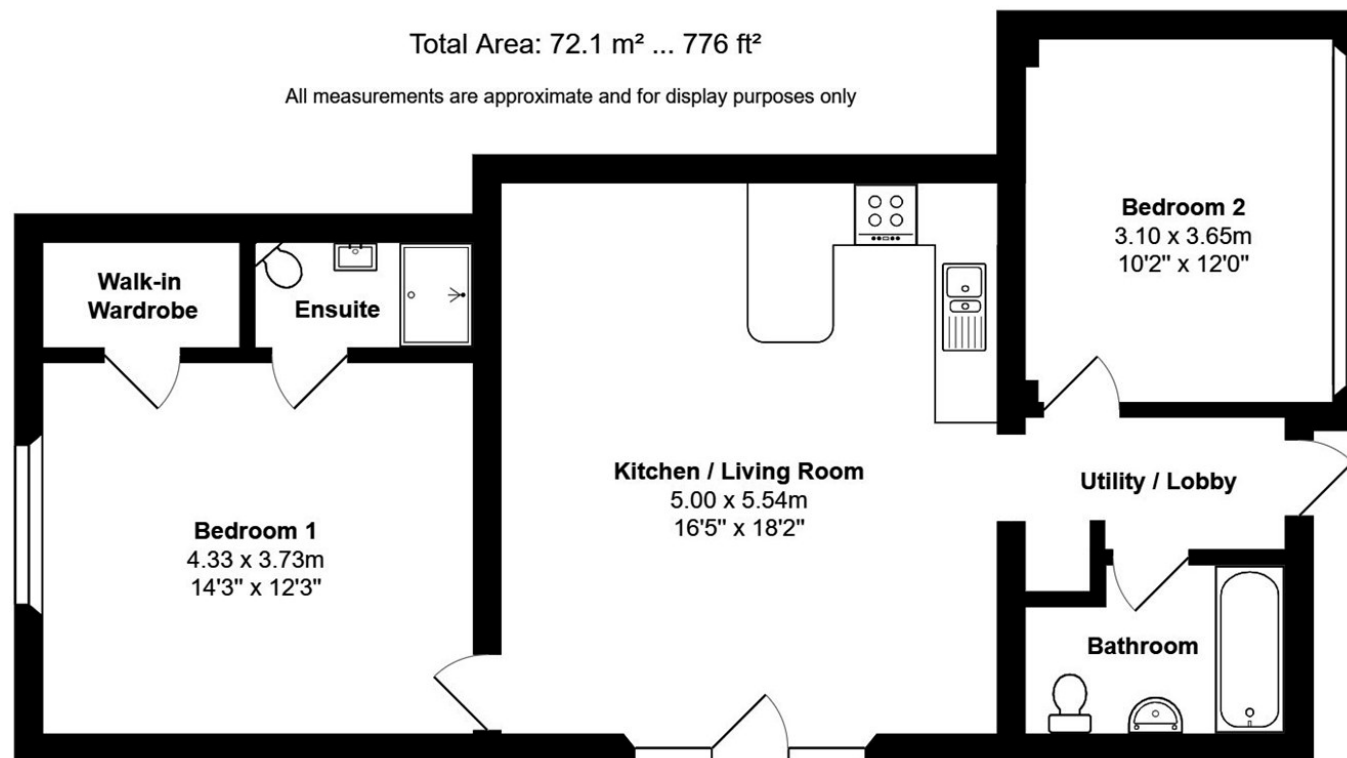 Total Area: 72.1 m² ... 776 ft²
All measurements are approximate and for display purposes only
Bedroom 2
3.10 x 3.65m
10'2" x 12'0"
Walk-in
Wardrobe
Ensuite
Kitchen / Living Room
5.00 x 5.54m
16'5" x 18'2"
Utility / Lobby
Bedroom 1
4.33 x 3.73m
14'3" x 12'3"
Bathroom